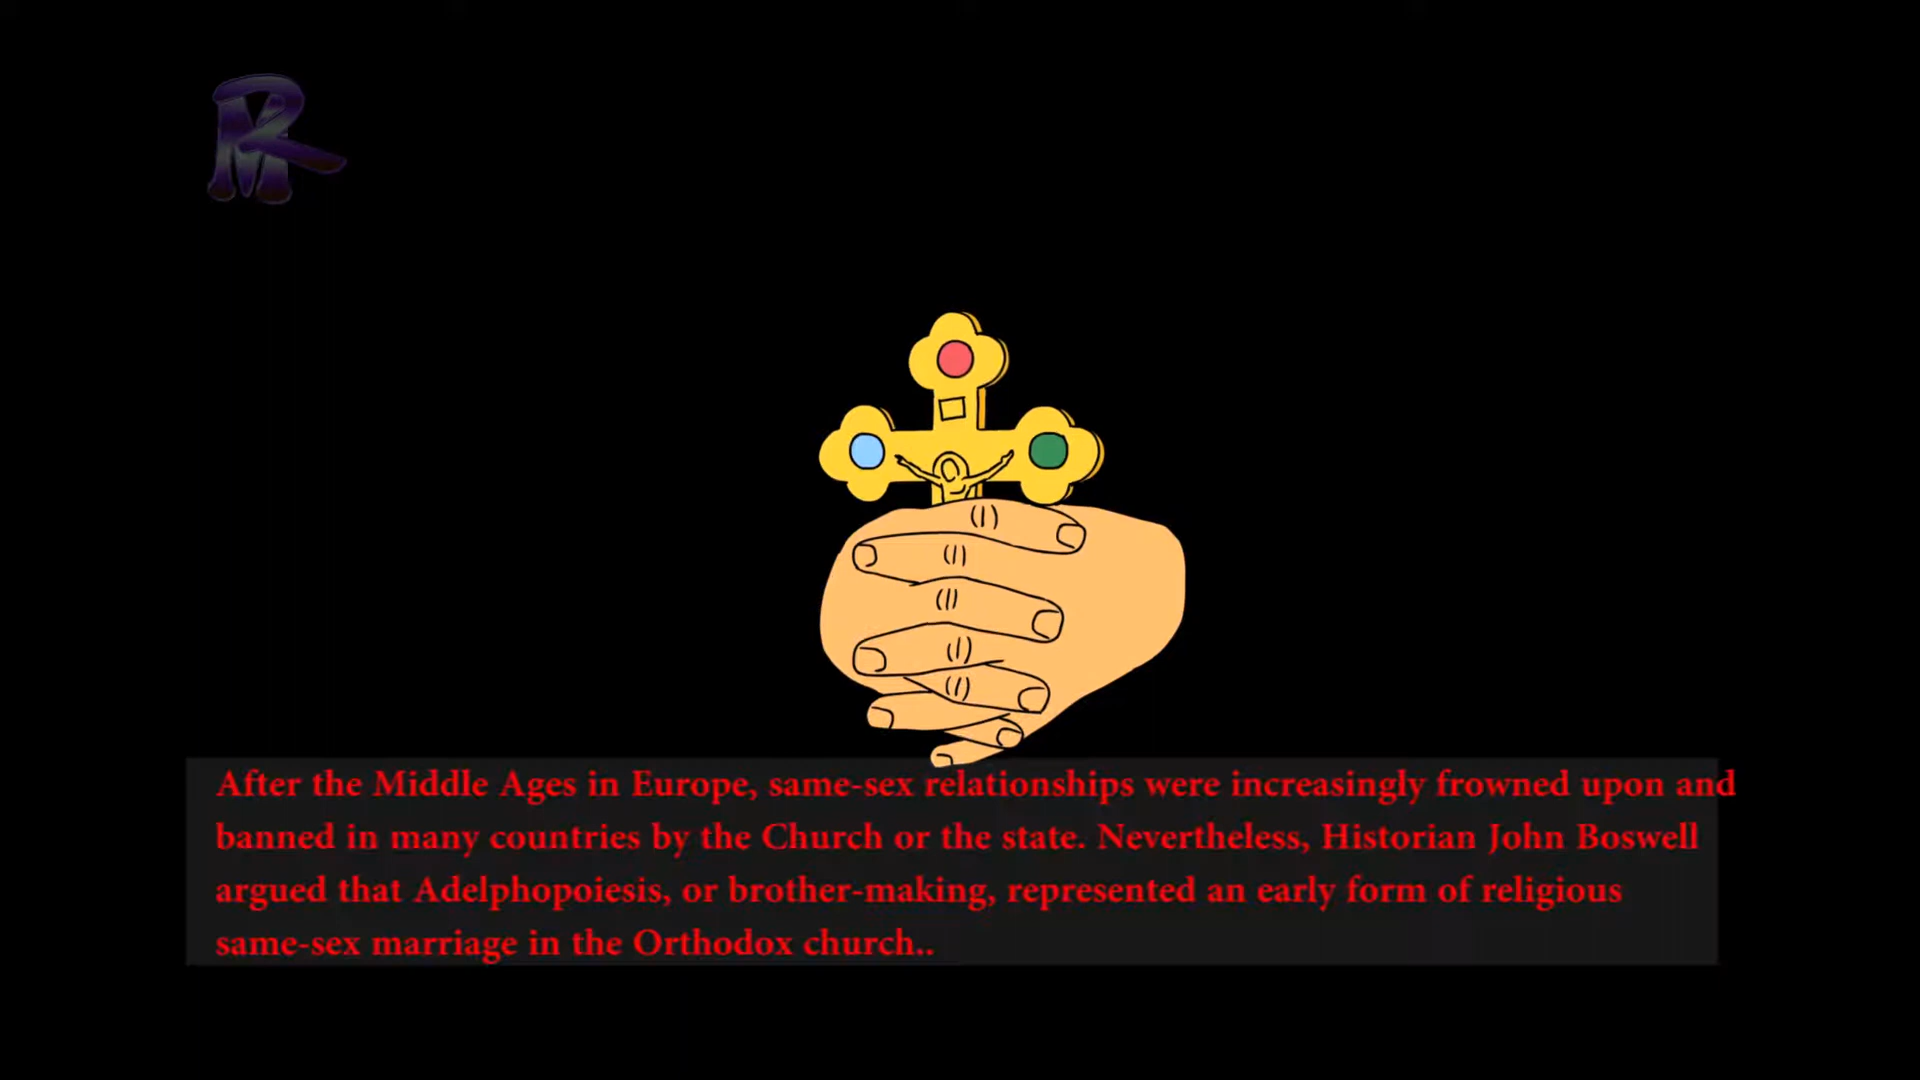 After the Middle Ages in Europe, same-sex relationships were increasingly frowned upon and
banned in many countries by the Church or the state. Nevertheless, Historian John Boswell
argued that Adelphopoiesis, or brother-making, represented an early form of religious
same-sex marriage in the Orthodox church..